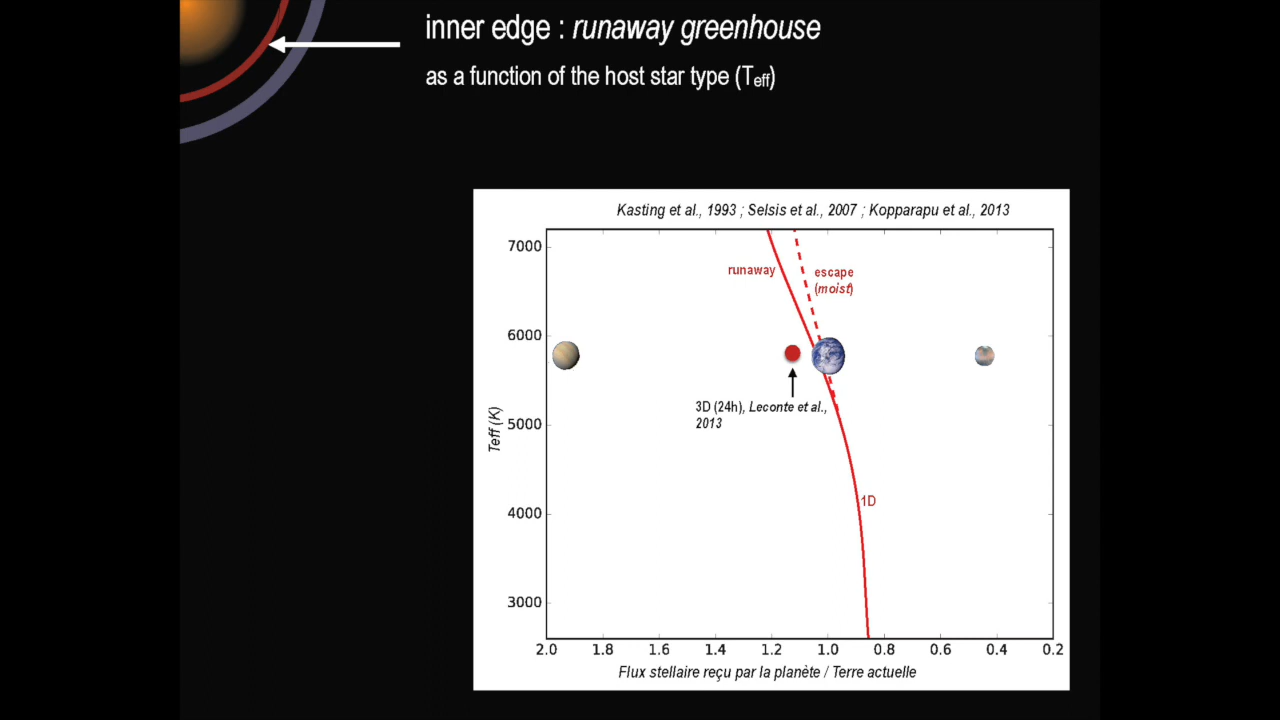 inner edge : runaway greenhouse
as a function of the host star type (Teff)
Kasting et al., 1993 ; Selsis et al., 2007 ; Kopparapu et al., 2013
7000
runaway
escape
(moist)
6000
3D (24h), Leconte et al.,
2013
5000
Teff (K)
1D
4000
3000
2.0 1.8 1.6 1.4 1.2 1.0 0.8 0.6 0.4 0.2
Flux stellaire reçu par la planète / Terre actuelle